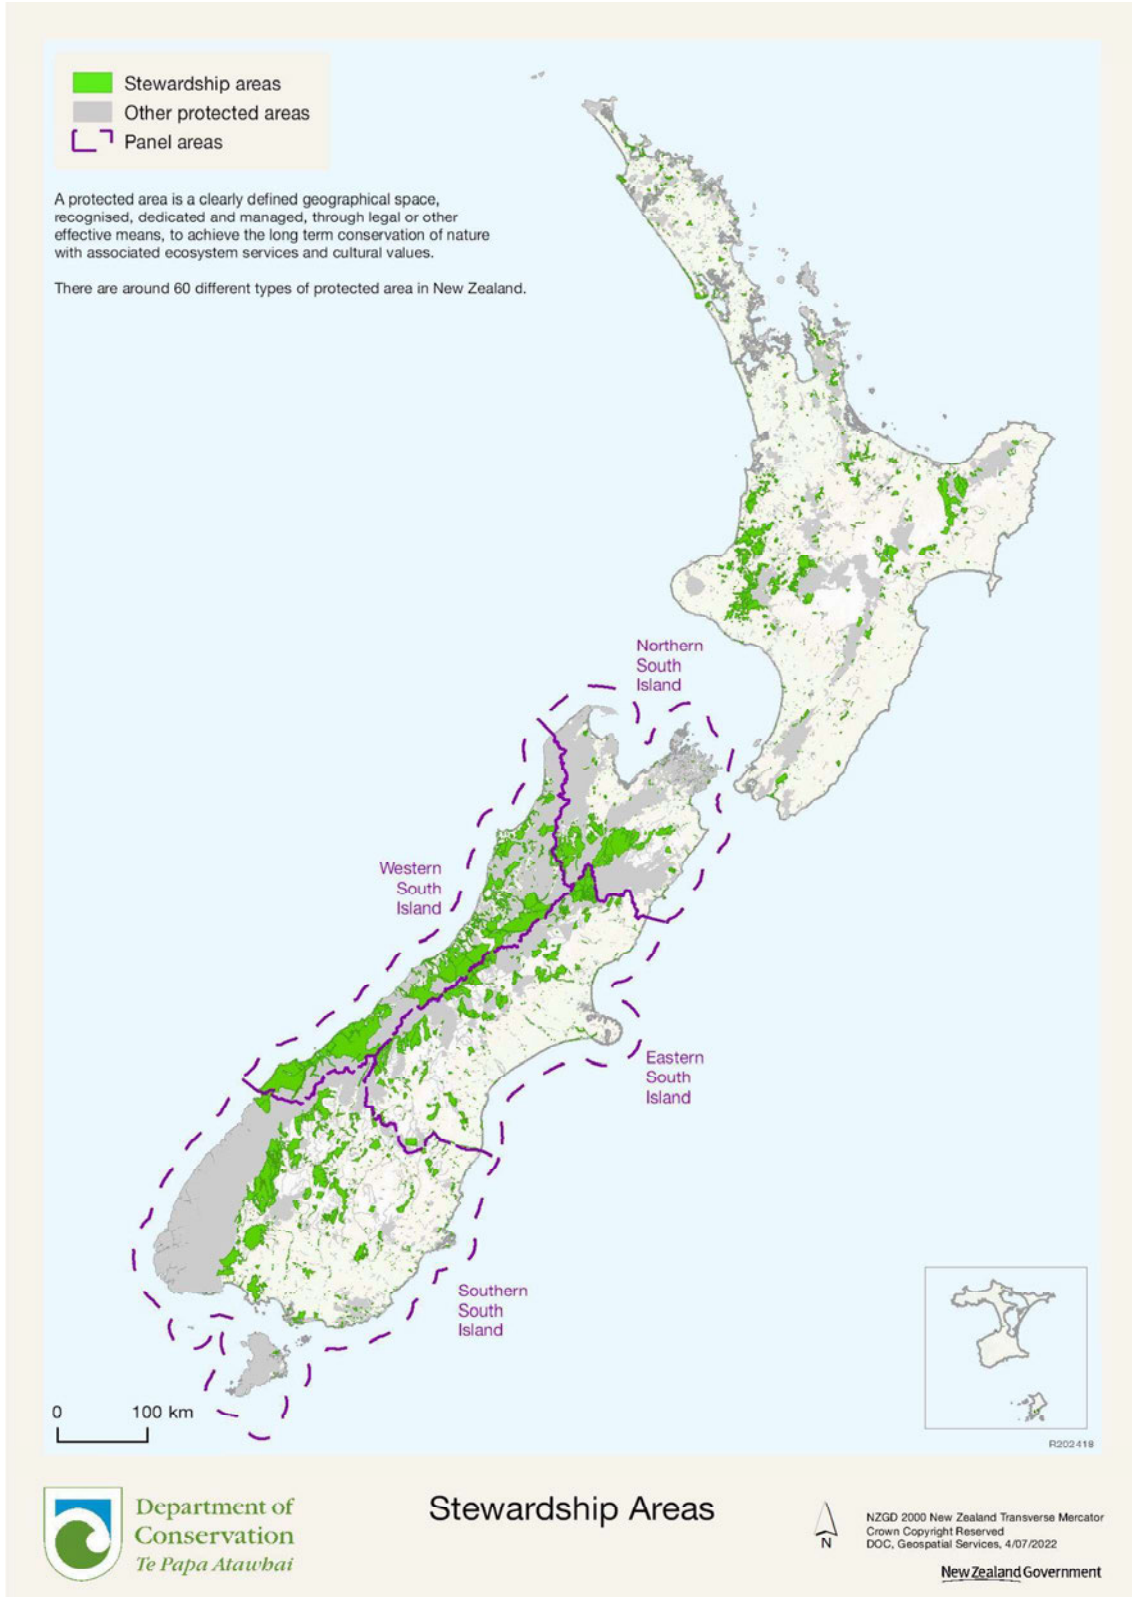 Stewardship areas
Other protected areas
Panel areas
A protected area is a clearly defined geographical space,
recognised, dedicated and managed, through legal or other
effective means, to achieve the long term conservation of nature
with associated ecosystem services and cultural values.
There are around 60 different types of protected area in New Zealand.
Northern
South
Island
Western
South
Island
Eastern
South
Island
Southern
South
Island
0 100 km
R202418
Department of
Conservation
Te Papa Atawhai
Stewardship Areas
N
NZGD 2000 New Zealand Transverse Mercator
Crown Copyright Reserved
DOC, Geospatial Services, 4/07/2022
New Zealand Government